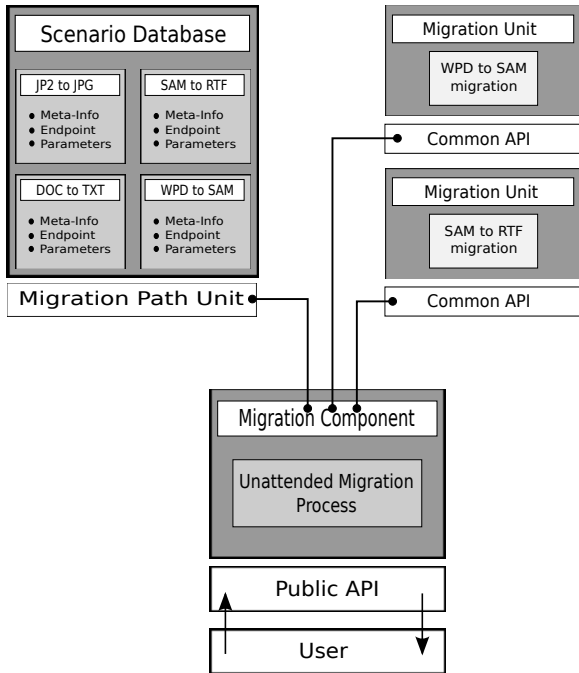 Scenario Database
JP2 to JPG
Meta-Info
Endpoint
Parameters
SAM to RTF
Meta-Info
Endpoint
Parameters
DOC to TXT
Meta-Info
Endpoint
Parameters
WPD to SAM
Meta-Info
Endpoint
Parameters
Migration Path Unit
Migration Unit
WPD to SAM
migration
Common API
Migration Unit
SAM to RTF
migration
Common API
Migration Component
Unattended Migration
Process
Public API
User